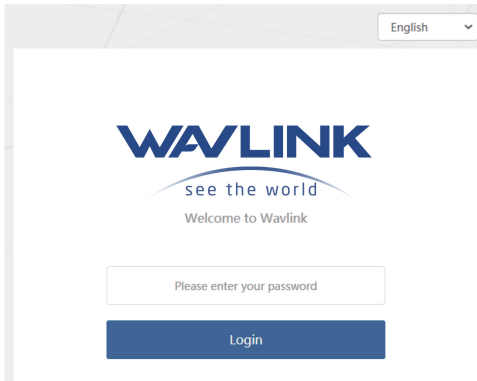 English
WAVLINK
see the world
Welcome to Wavlink
Please enter your password
Login